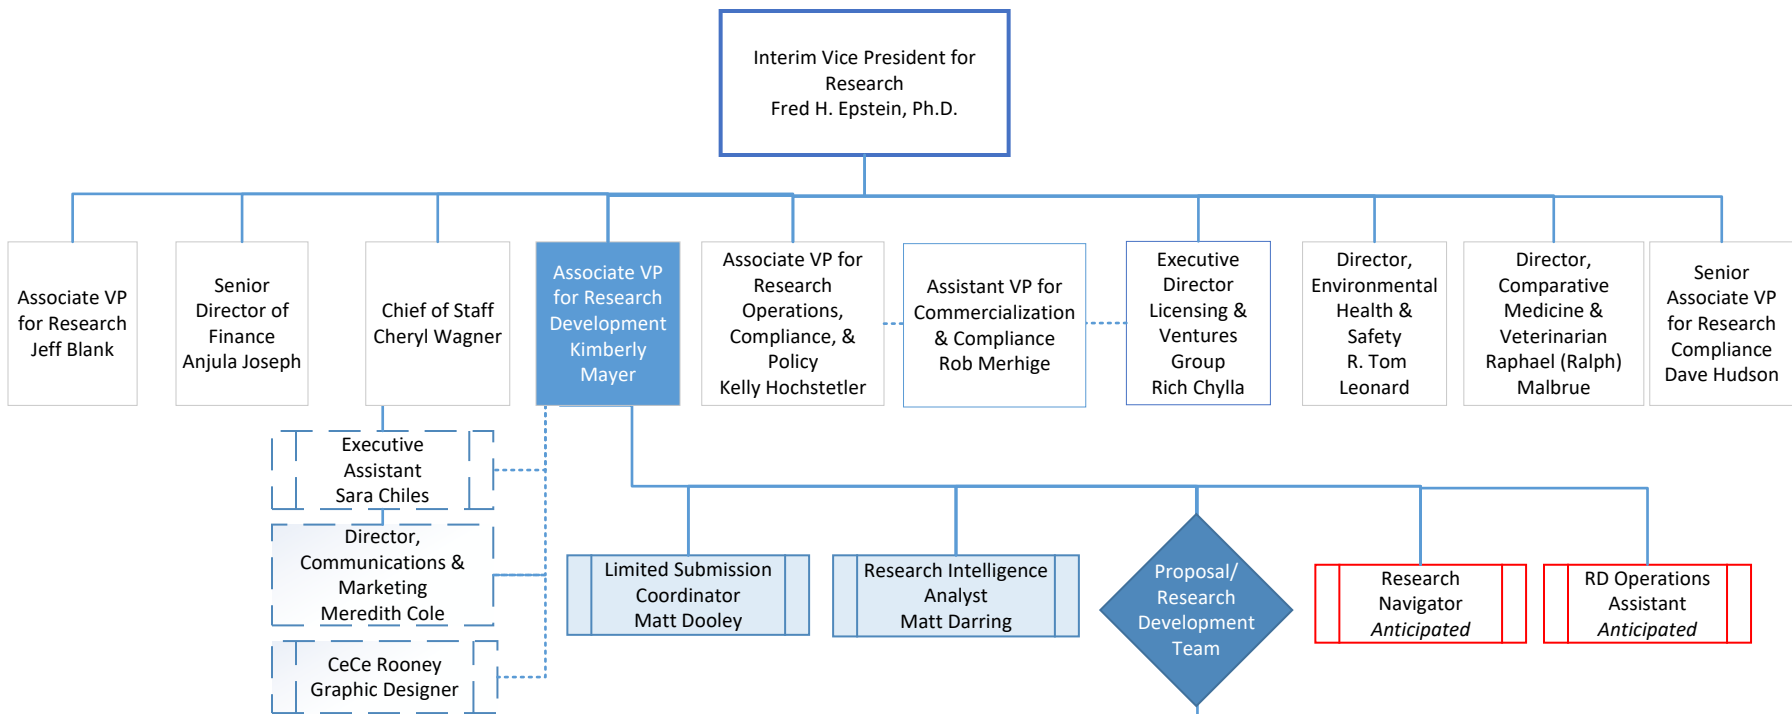 Interim Vice President for
Research
Fred H. Epstein, Ph.D.
Associate VP
for Research
Jeff Blank
Senior
Director of
Finance
Anjula Joseph
Chief of Staff
Cheryl Wagner
Associate VP
for Research
Development
Kimberly
Mayer
Associate VP for
Research
Operations,
Compliance, &
Policy
Kelly Hochstetler
Assistant VP for
Commercialization
& Compliance
Rob Merhige
Executive
Director
Licensing &
Ventures
Group
Rich Chylla
Director,
Environmental
Health &
Safety
R. Tom
Leonard
Director,
Comparative
Medicine &
Veterinarian
Raphael (Ralph)
Malbrue
Senior
Associate VP
for Research
Compliance
Dave Hudson
Executive
Assistant
Sara Chiles
Director,
Communications &
Marketing
Meredith Cole
CeCe Rooney
Graphic Designer
Limited Submission
Coordinator
Matt Dooley
Research Intelligence
Analyst
Matt Darring
Proposal/
Research
Development
Team
Research
Navigator
Anticipated
RD Operations
Assistant
Anticipated